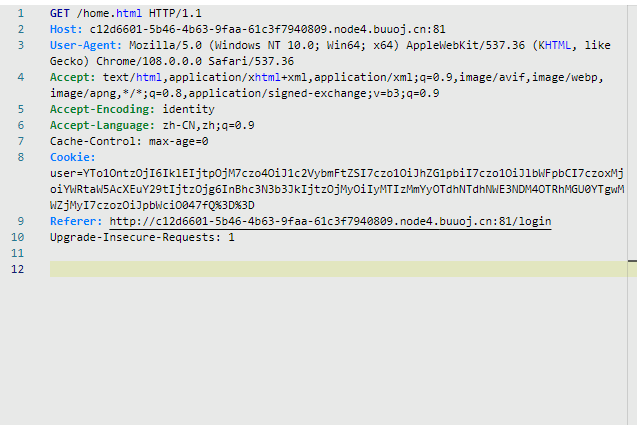 1 GET /home.html HTTP/1.1
2 Host: c12d6601-5b46-4b63-9faa-61c3f7940809.node4.buuoj.cn:81
3 User-Agent: Mozilla/5.0 (Windows NT 10.0; Win64; x64) AppleWebKit/537.36 (KHTML, like
Gecko) Chrome/108.0.0.0 Safari/537.36
4 Accept: text/html,application/xhtml+xml,application/xml;q=0.9,image/avif,image/webp,
image/apng,*/*;q=0.8,application/signed-exchange;v=b3;q=0.9
5 Accept-Encoding: identity
6 Accept-Language: zh-CN,zh;q=0.9
7 Cache-Control: max-age=0
8 Cookie:
user=YTo1OntzOjI6IklEIjtpOjM7czo4OiJ1c2VybmFtZSI7czo1OiJhZG1pbiI7czo1OiJlbWFpbCI7czoxMj
oiYWRtaW5AcXEuY29tIjtzOjg6InBhc3N3b3JkIjtzOjMyOiIyMTIzMmYyOTdhNTdhNWE3NDM4OTRhMGU0YTgwM
WZjMyI7czozOiJpbWciO047fQ%3D%3D
9 Referer: http://c12d6601-5b46-4b63-9faa-61c3f7940809.node4.buuoj.cn:81/login
10 Upgrade-Insecure-Requests: 1
11
12